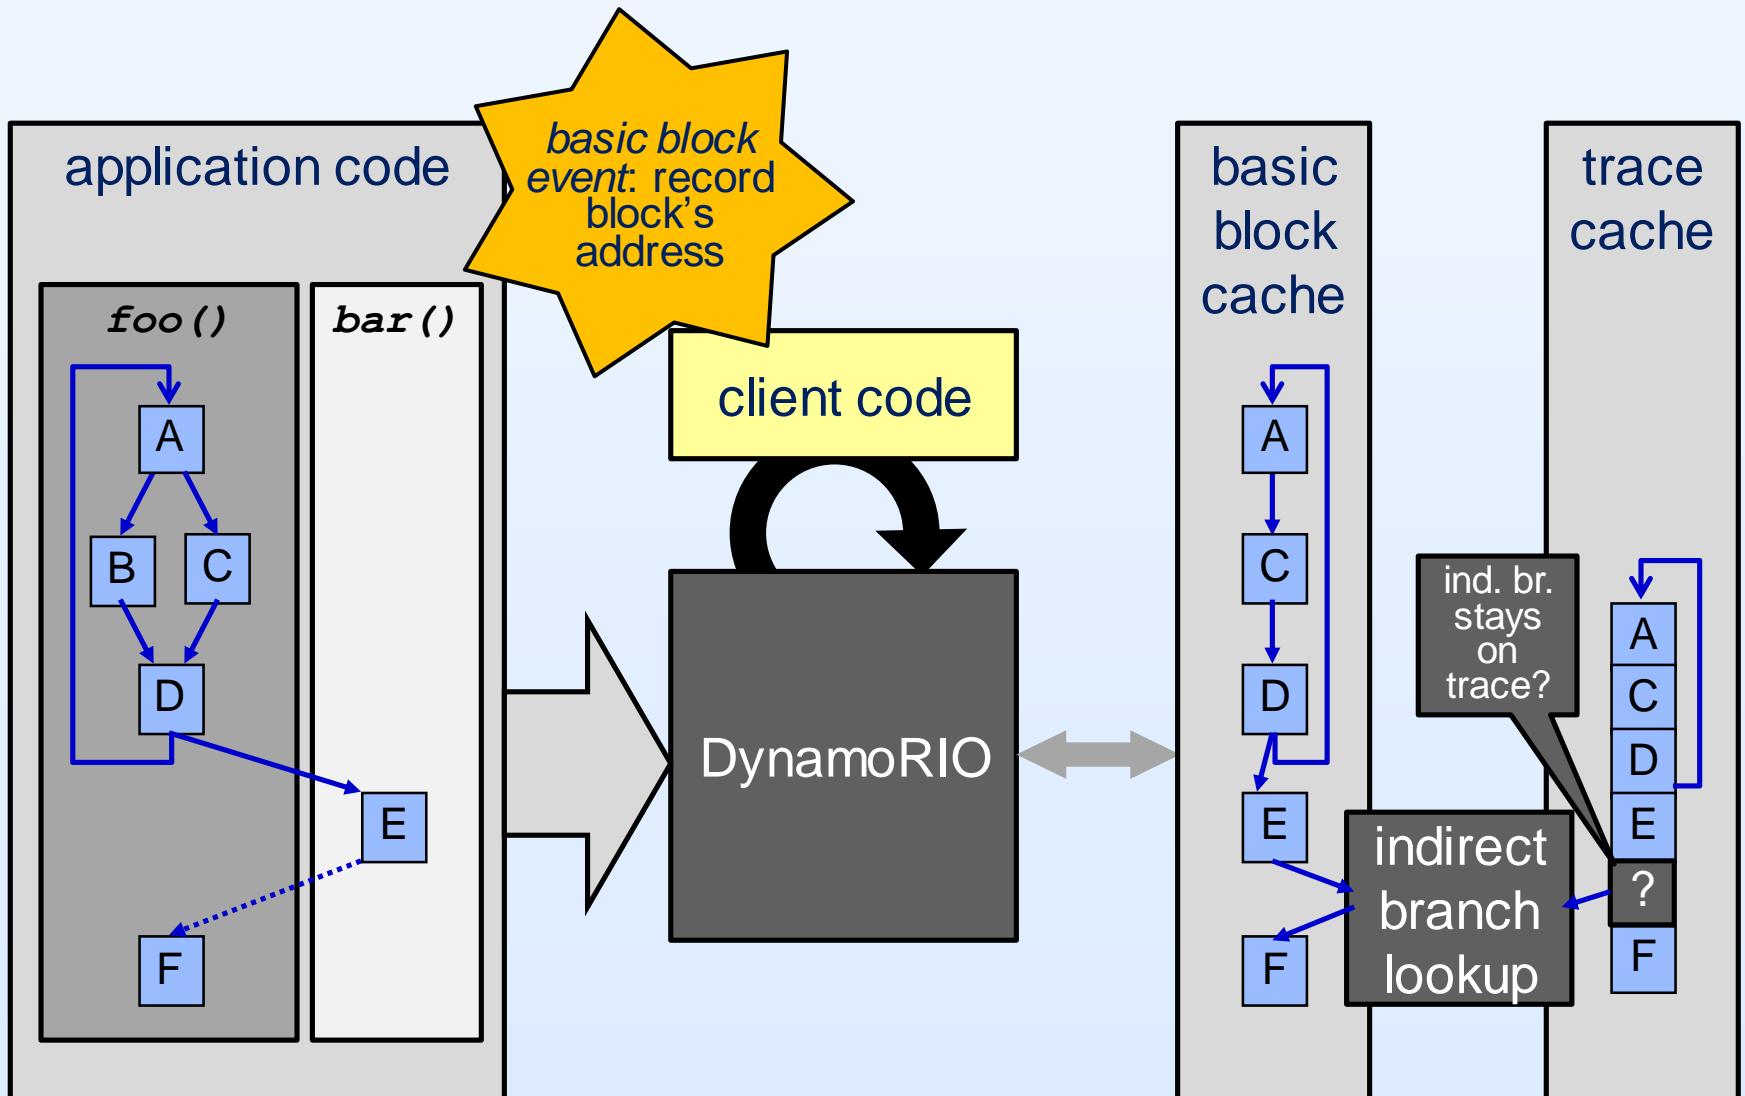 basic block
event: record
block’s
address
application code
foo()
bar()
A
B
C
D
E
F
client code
DynamoRIO
basic
block
cache
A
C
D
E
F
indirect
branch
lookup
trace
cache
ind. br.
stays
on
trace?
A
C
D
E
?
F